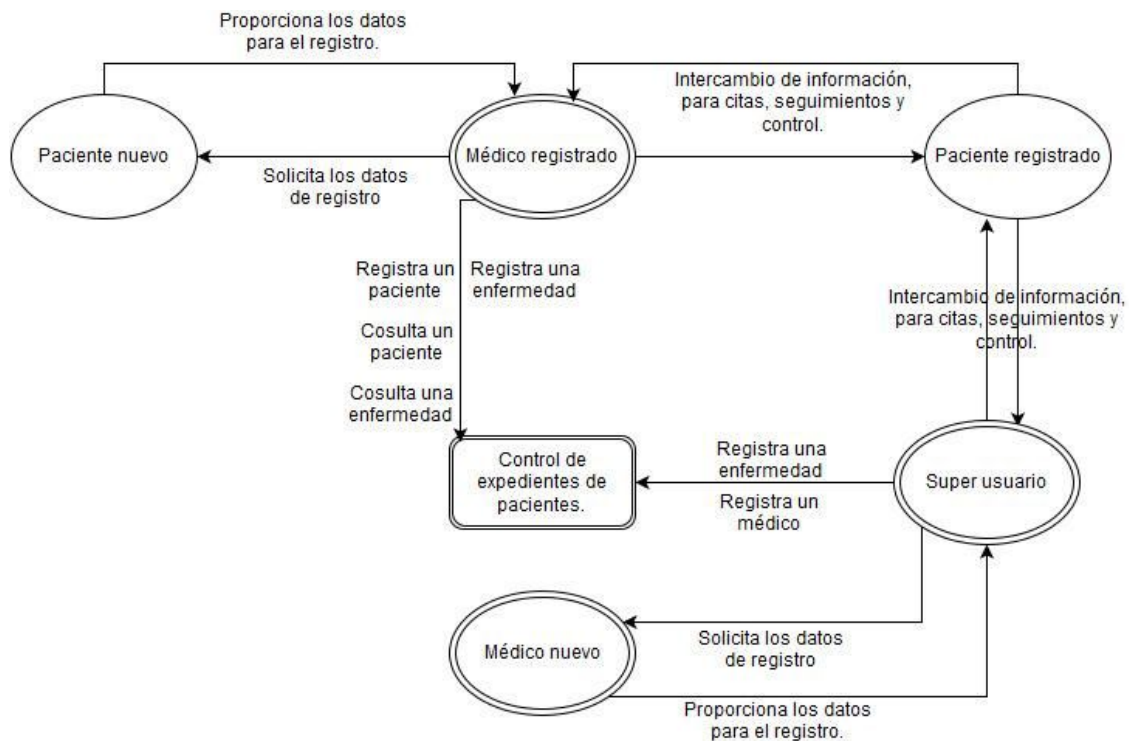 Proporciona los datos
para el registro.
Intercambio de información,
para citas, seguimientos y
control.
Paciente nuevo
Médico registrado
Paciente registrado
Solicita los datos
de registro
Registra un
paciente
Registra una
enfermedad
Cosulta un
paciente
Cosulta una
enfermedad
Intercambio de información,
para citas, seguimientos y
control.
Control de
expedientes de
pacientes.
Registra una
enfermedad
Registra un
médico
Super usuario
Médico nuevo
Solicita los datos
de registro
Proporciona los datos
para el registro.